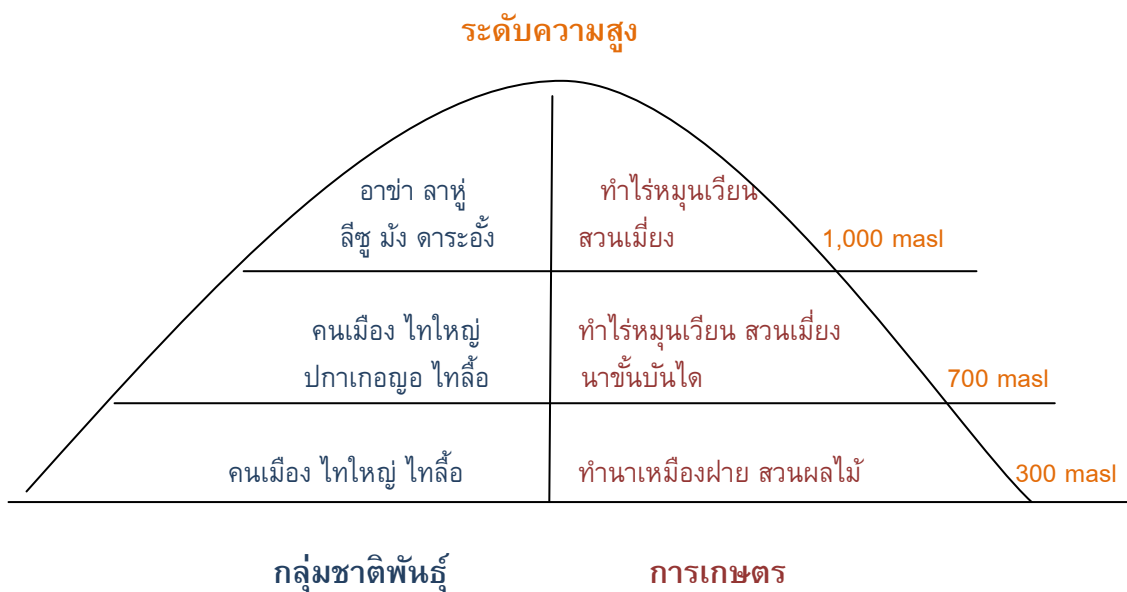 ระดับความสูง
อาข่า ลาหู่
ลีซู ม้ง ดาระอั้ง
ทำไร่หมุนเวียน
สวนเมี่ยง
1,000 masl
คนเมือง ไทใหญ่
ปกาเกอญอ ไทลื้อ
ทำไร่หมุนเวียน สวนเมี่ยง
นาขั้นบันได
700 masl
คนเมือง ไทใหญ่ ไทลื้อ
ทำนาเหมืองฝาย สวนผลไม้
300 masl
กลุ่มชาติพันธุ์
การเกษตร